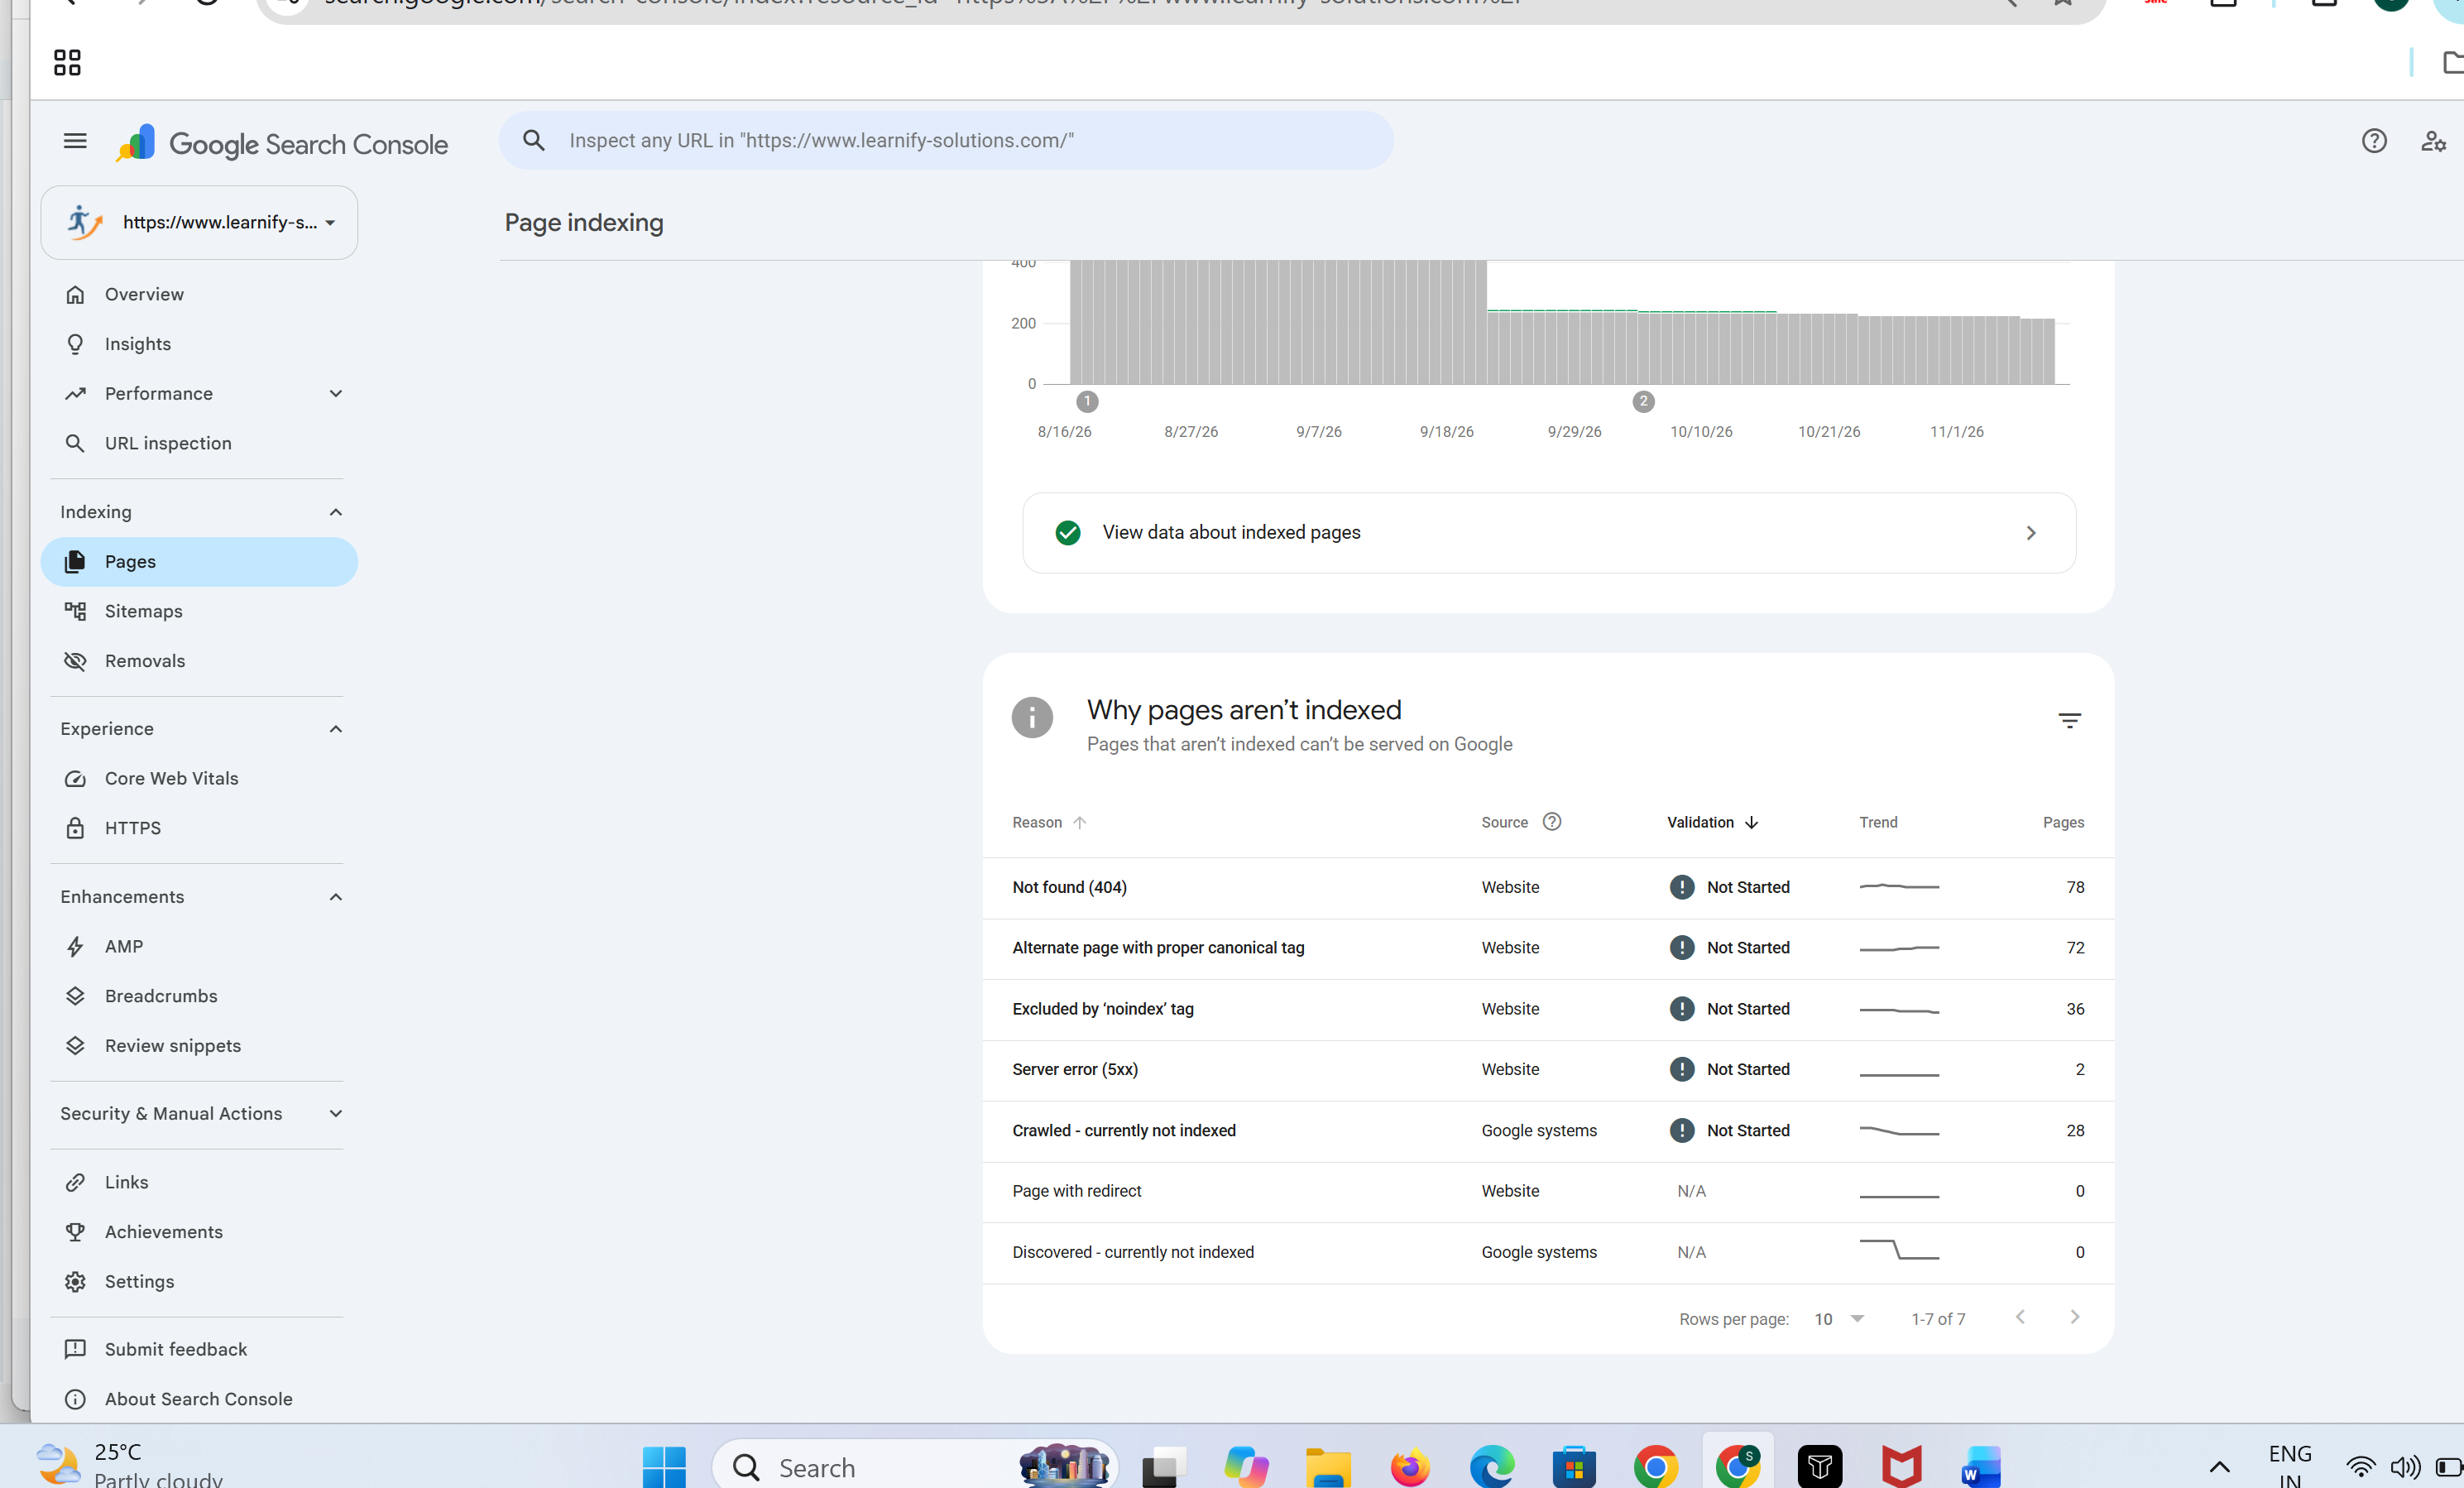 Google Search Console
Inspect any URL in "https://www.learnify-solutions.com/"
https://www.learnify-s...
Page indexing
Overview
Insights
Performance
URL inspection
Indexing
Pages
Sitemaps
Removals
Experience
Core Web Vitals
HTTPS
Enhancements
AMP
Breadcrumbs
Review snippets
Security & Manual Actions
Links
Achievements
Settings
Submit feedback
About Search Console
400
200
0
1
2
8/16/26 8/27/26 9/7/26 9/18/26 9/29/26 10/10/26 10/21/26 11/1/26
View data about indexed pages
Why pages aren’t indexed
Pages that aren’t indexed can’t be served on Google
Reason Source Validation Trend Pages
Not found (404) Website Not Started 78
Alternate page with proper canonical tag Website Not Started 72
Excluded by ‘noindex’ tag Website Not Started 36
Server error (5xx) Website Not Started 2
Crawled - currently not indexed Google systems Not Started 28
Page with redirect Website N/A 0
Discovered - currently not indexed Google systems N/A 0
Rows per page: 10 1-7 of 7
25°C
Partly cloudy
Search
S
W
ENG
IN